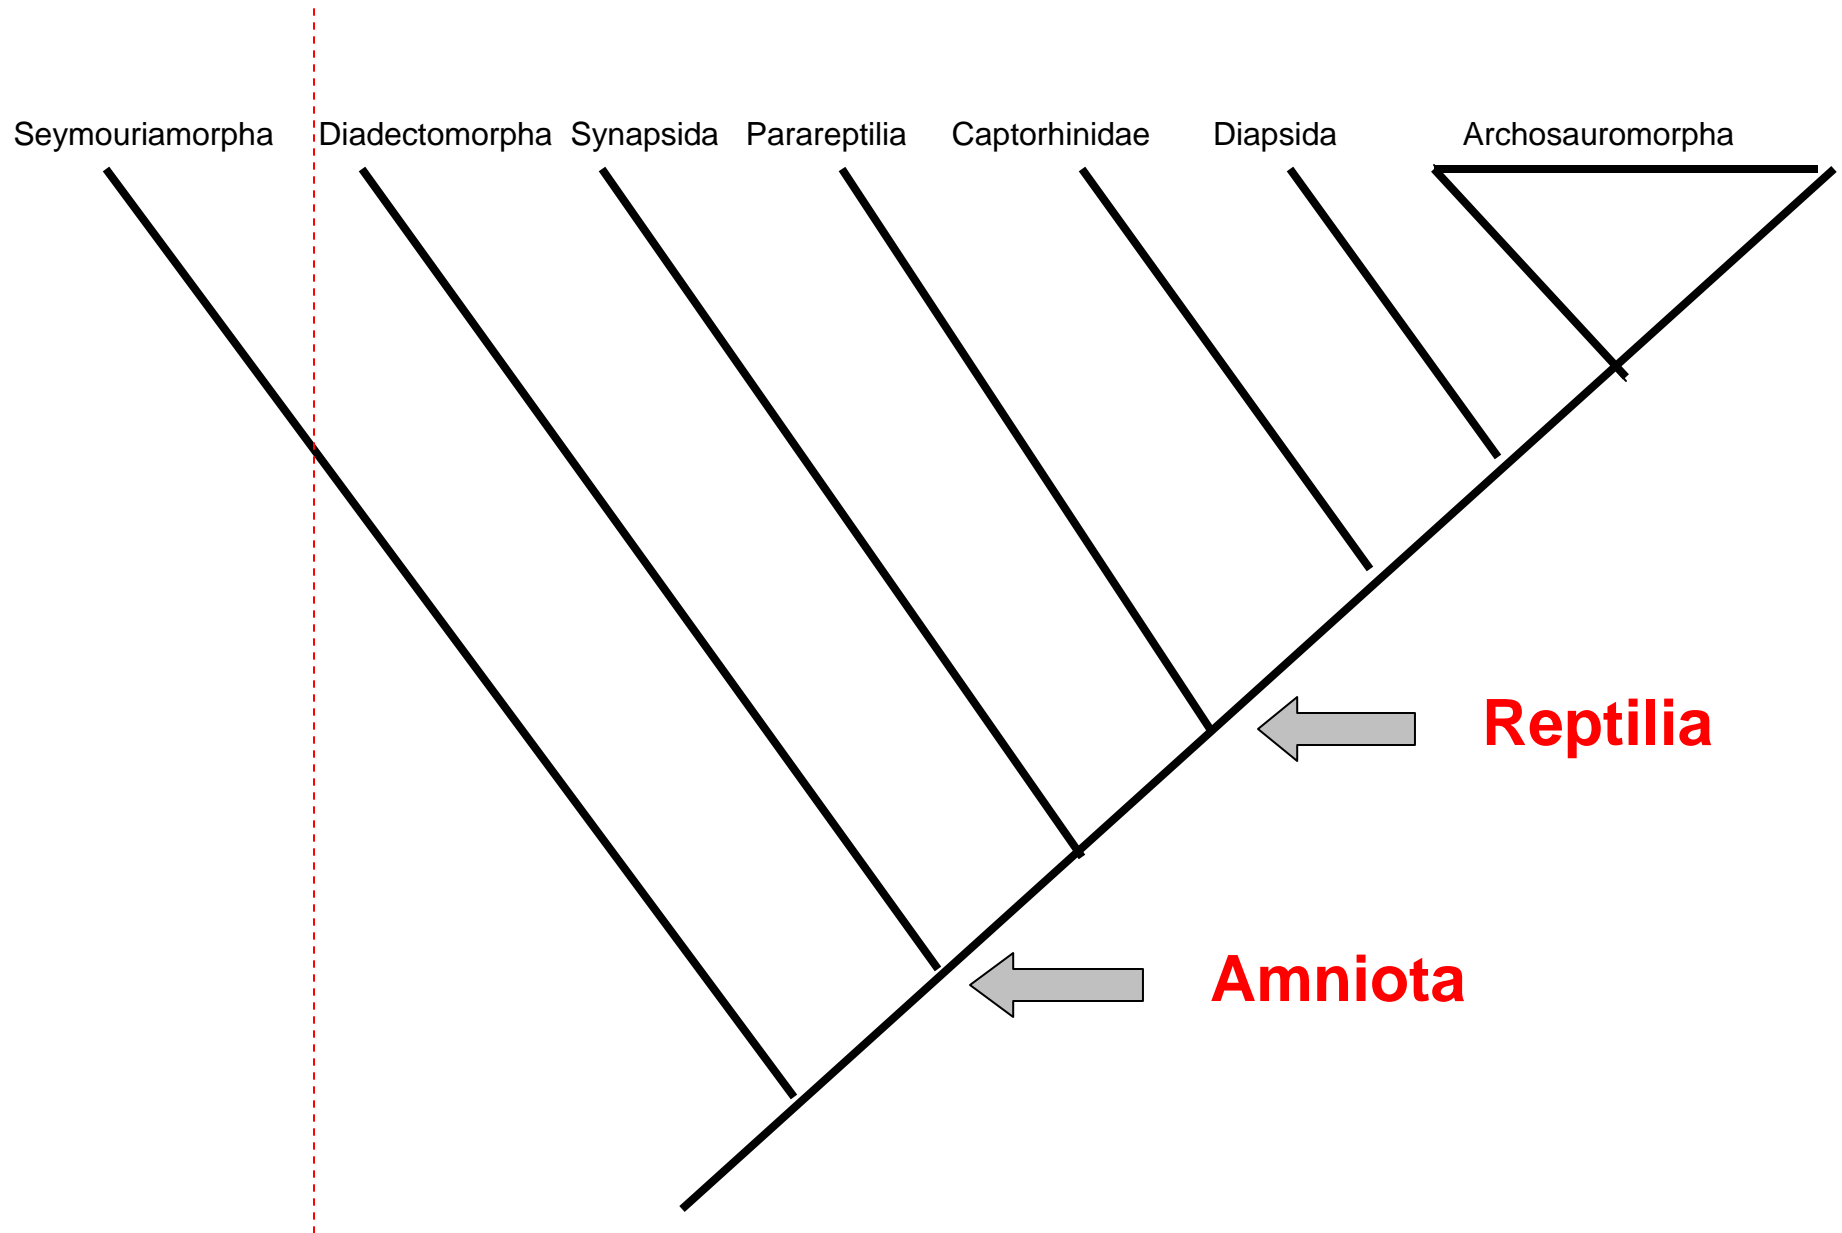 Seymouriamorpha Diadectomorpha Synapsida Parareptilia Captorhinidae Diapsida Archosauromorpha
Reptilia
Amniota